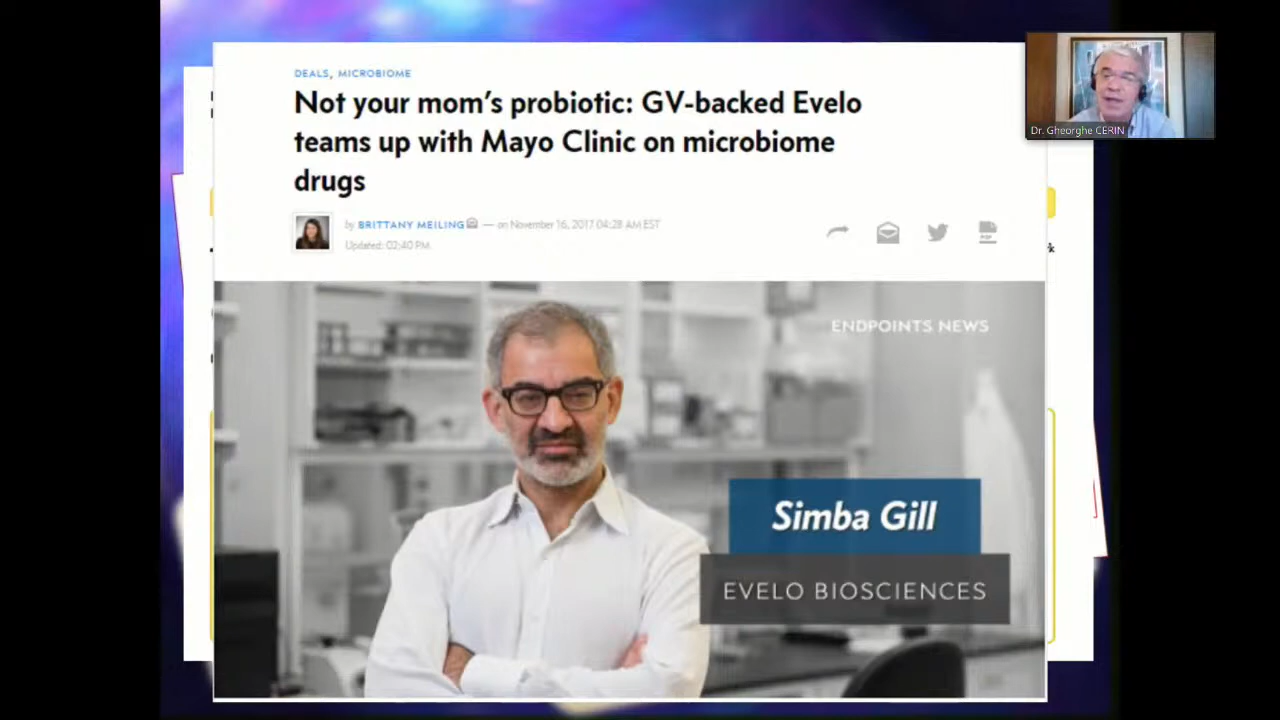 DEALS, MICROBIOME
Not your mom's probiotic: GV-backed Evelo
teams up with Mayo Clinic on microbiome
drugs
by BRITTANY MEILING — on November 16, 2017 04:28 AM EST
Updated: 02:40 PM
PDF
ENDPOINTS NEWS
Simba Gill
EVELO BIOSCIENCES
Dr. Gheorghe CERIN